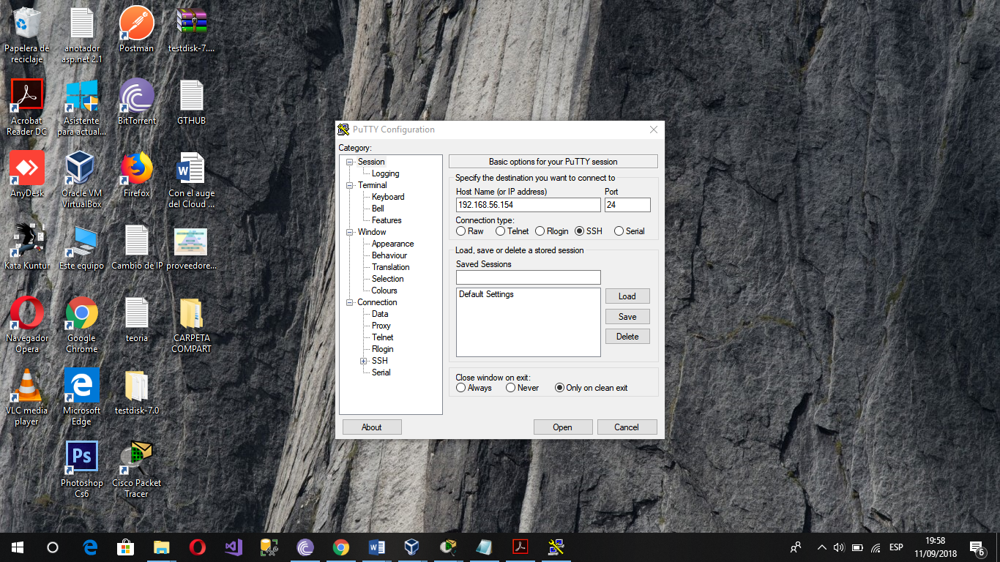 Papelera de
reciclaje
anotador
asp.net 2.1
Postman
testdisk-7....
Acrobat
Reader DC
Asistente
para actual...
BitTorrent
GTHUB
AnyDesk
Oracle VM
VirtualBox
Firefox
Con el auge
del Cloud ...
Kata Kuntur
Este equipo
Cambio de IP
proveedore...
Navegador
Opera
Google
Chrome
teoria
CARPETA
COMPART
VLC media
player
Microsoft
Edge
testdisk-7.0
Ps
Photoshop
Cs6
Cisco Packet
Tracer
PuTTY Configuration
Category:
Session
Logging
Terminal
Keyboard
Bell
Features
Window
Appearance
Behaviour
Translation
Selection
Colours
Connection
Data
Proxy
Telnet
Rlogin
SSH
Serial
Basic options for your PuTTY session
Specify the destination you want to connect to
Host Name (or IP address) Port
192.168.56.154 24
Connection type:
Raw Telnet Rlogin SSH Serial
Load, save or delete a stored session
Saved Sessions
Default Settings
Load
Save
Delete
Close window on exit:
Always Never Only on clean exit
About Open Cancel
ESP
19:58
11/09/2018
6